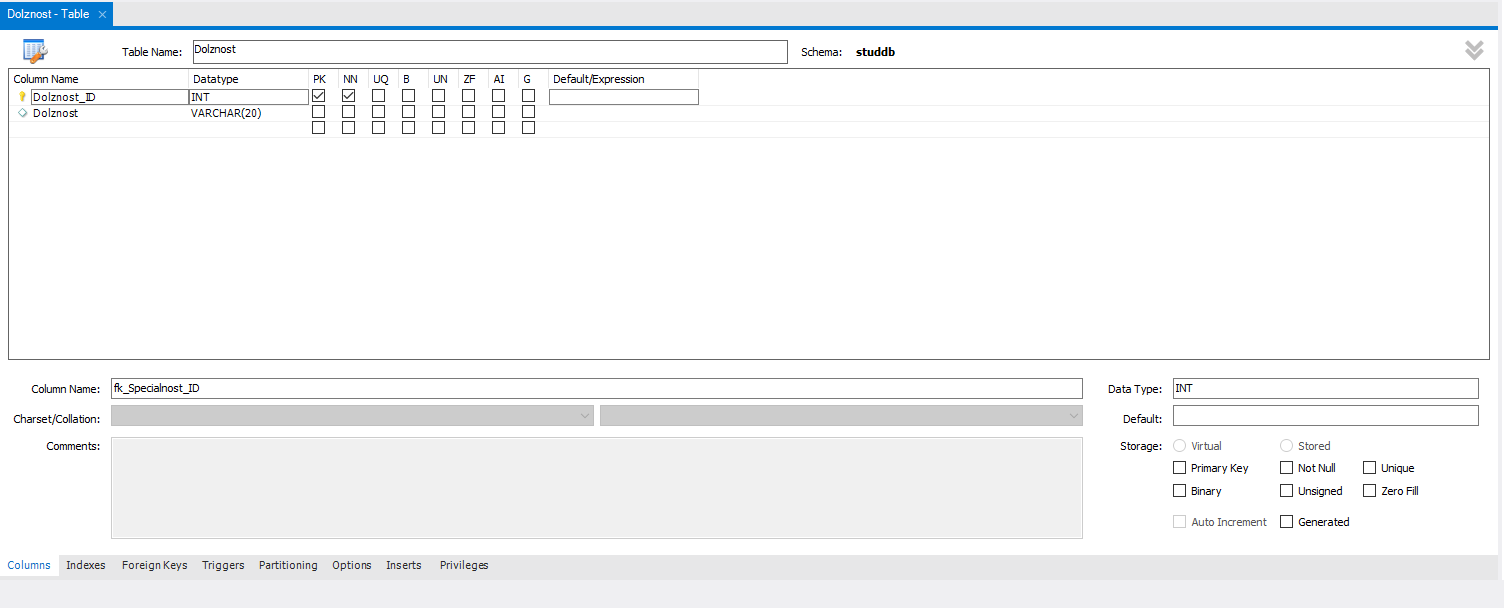 Dolznost - Table
Table Name: Dolznost Schema: studdb
Column Name Datatype PK NN UQ B UN ZF AI G Default/Expression
Dolznost_ID INT
Dolznost VARCHAR(20)
Column Name: fk_Specialnost_ID Data Type: INT
Charset/Collation: Default:
Comments: Storage: Virtual Stored
Primary Key Not Null Unique
Binary Unsigned Zero Fill
Auto Increment Generated
Columns Indexes Foreign Keys Triggers Partitioning Options Inserts Privileges